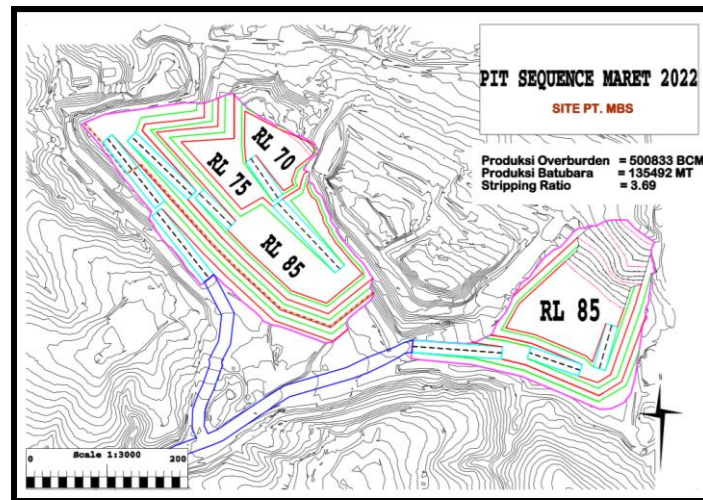 PIT SEQUENCE MARET 2022
SITE PT. MBS
Produksi Overburden = 500833 BCM
Produksi Batubara = 135492 MT
Stripping Ratio = 3.69
RL 70
RL 75
RL 85
RL 85
N
Scale 1:3000
0 200